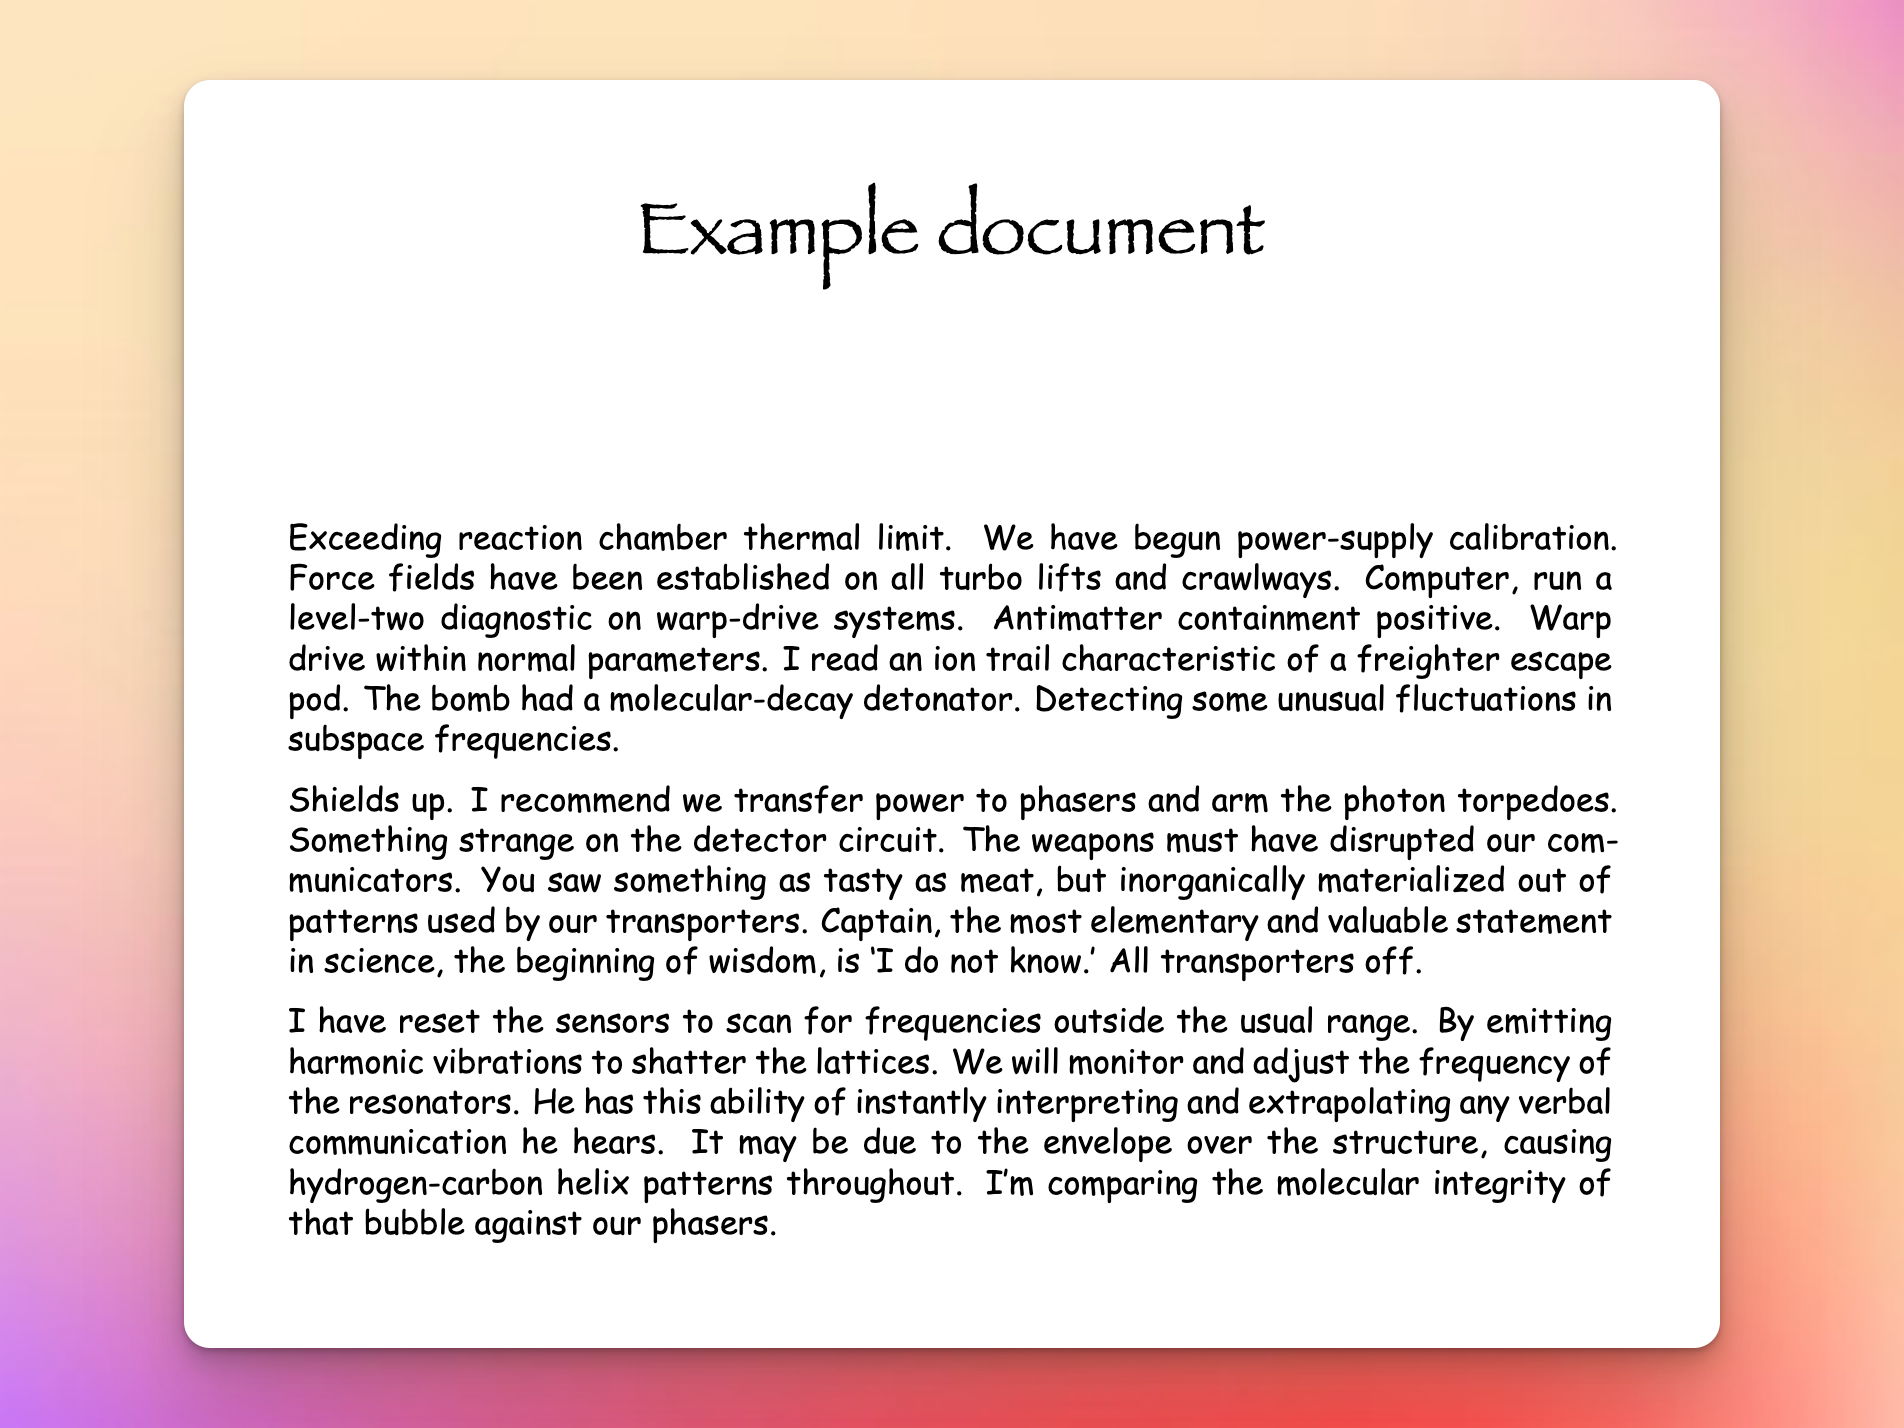 Example document
Exceeding reaction chamber thermal limit. We have begun power-supply calibration.
Force fields have been established on all turbo lifts and crawlways. Computer, run a
level-two diagnostic on warp-drive systems. Antimatter containment positive. Warp
drive within normal parameters. I read an ion trail characteristic of a freighter escape
pod. The bomb had a molecular-decay detonator. Detecting some unusual fluctuations in
subspace frequencies.
Shields up. I recommend we transfer power to phasers and arm the photon torpedoes.
Something strange on the detector circuit. The weapons must have disrupted our com-
municators. You saw something as tasty as meat, but inorganically materialized out of
patterns used by our transporters. Captain, the most elementary and valuable statement
in science, the beginning of wisdom, is ‘I do not know.’ All transporters off.
I have reset the sensors to scan for frequencies outside the usual range. By emitting
harmonic vibrations to shatter the lattices. We will monitor and adjust the frequency of
the resonators. He has this ability of instantly interpreting and extrapolating any verbal
communication he hears. It may be due to the envelope over the structure, causing
hydrogen-carbon helix patterns throughout. I’m comparing the molecular integrity of
that bubble against our phasers.